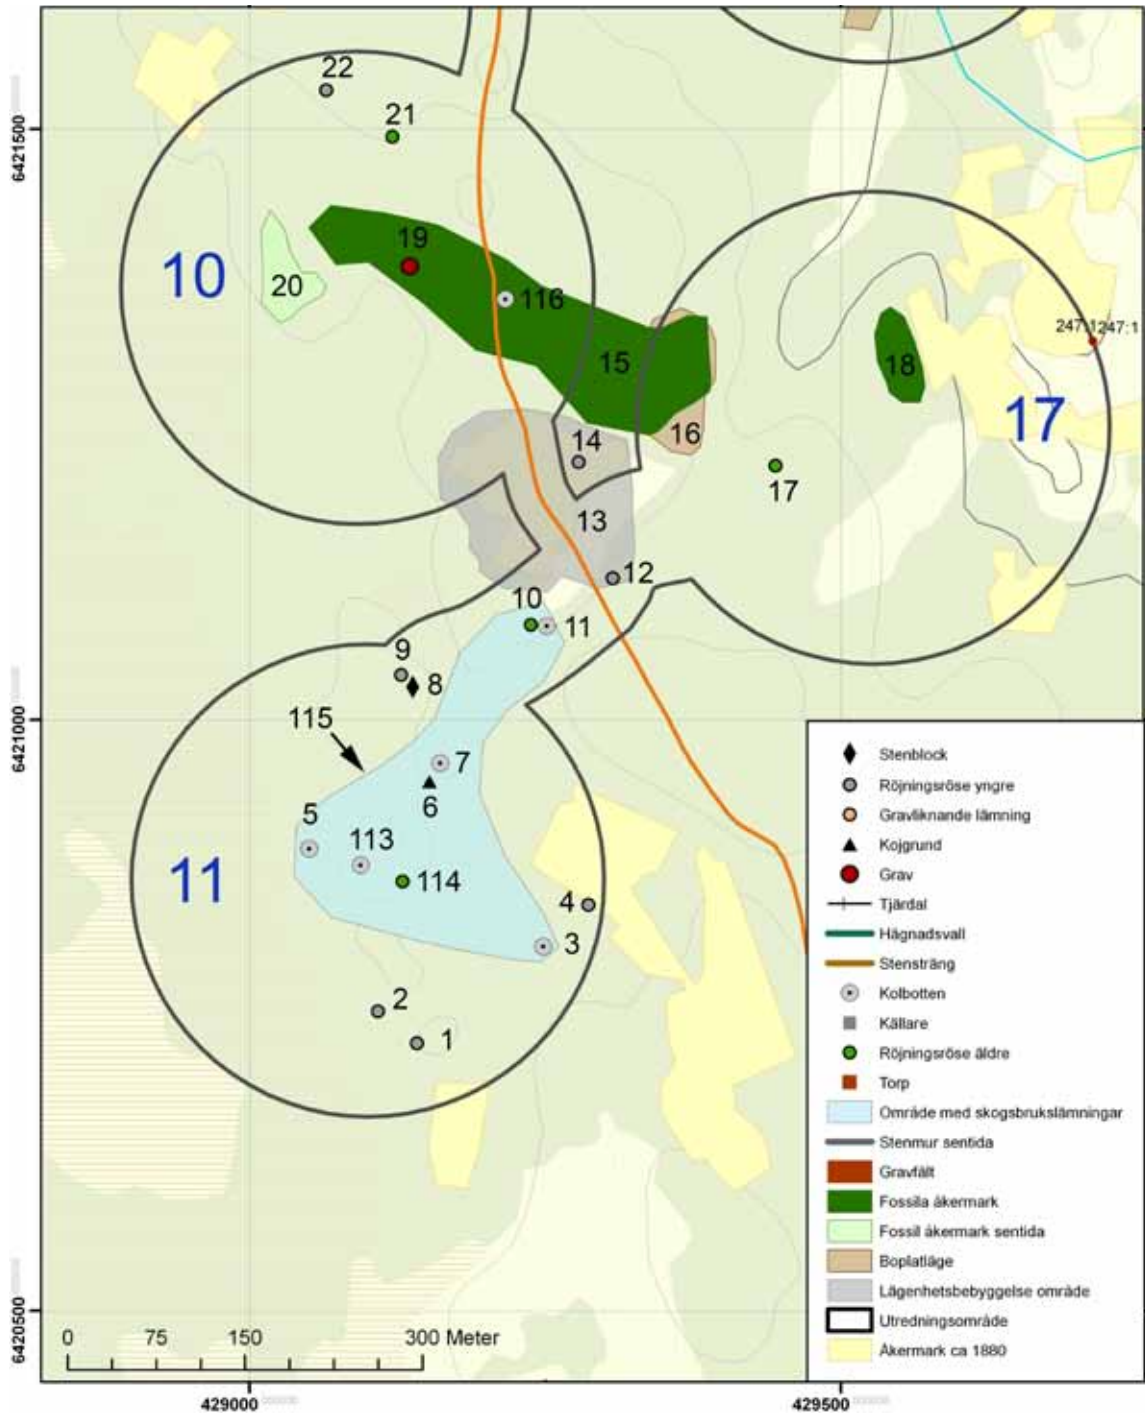 22
21
6421500
19
10
20
116
247:1 247:1
15
18
17
14
16
17
13
12
10
11
9
8
6421000
115
7
6
5
113
114
11
4
3
2
1
Stenblock
Röjningsröse yngre
Gravliknande lämning
Kojgrund
Grav
Tjärdal
Hägnadsvall
Stensträng
Kolbotten
Källare
Röjningsröse äldre
Torp
Område med skogsbrukslämningar
Stenmur sentida
Gravfält
Fossila åkermark
Fossil åkermark sentida
Boplatläge
Lägenhetsbebyggelse område
Utredningsområde
Åkermark ca 1880
6420500
0 75 150 300 Meter
429000
429500